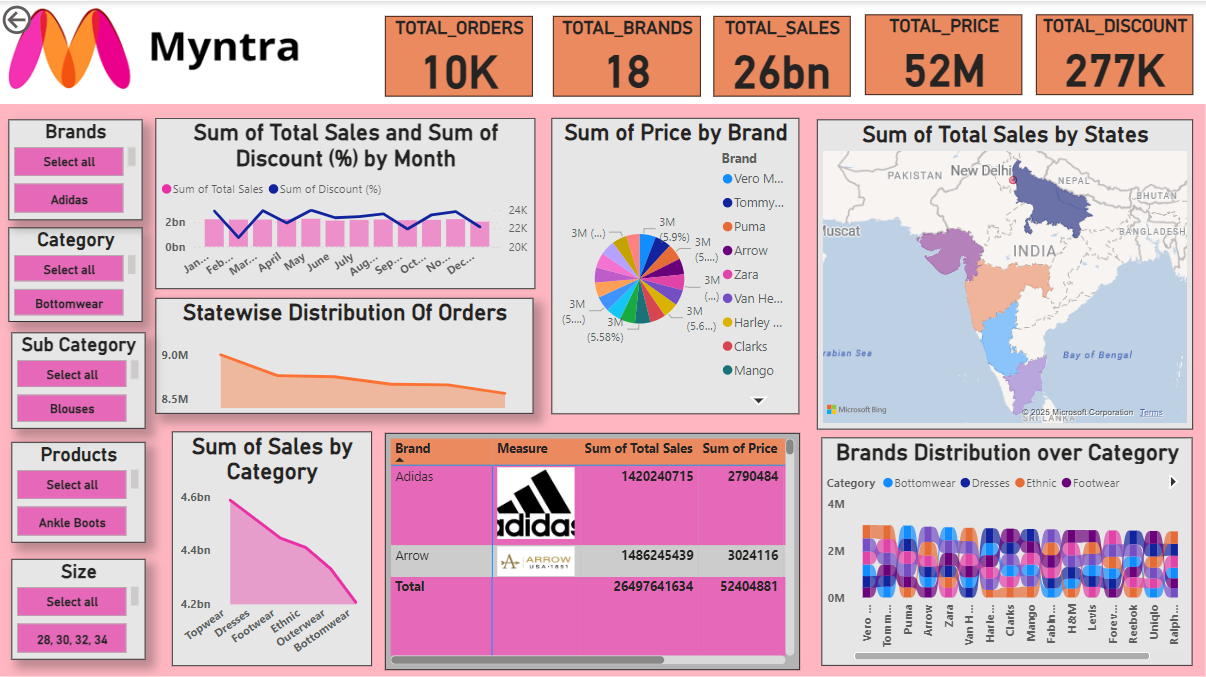 Myntra
TOTAL_ORDERS
10K
TOTAL_BRANDS
18
TOTAL_SALES
26bn
TOTAL_PRICE
52M
TOTAL_DISCOUNT
277K
Brands
Select all
Adidas
Category
Select all
Bottomwear
Sub Category
Select all
Blouses
Products
Select all
Ankle Boots
Size
Select all
28, 30, 32, 34
Sum of Total Sales and Sum of
Discount (%) by Month
Sum of Total Sales Sum of Discount (%)
2bn
0bn
24K
22K
20K
Jan... Feb... Mar... April May June July Aug... Sep... Oct... No... Dec...
Statewise Distribution Of Orders
9.0M
8.5M
Sum of Price by Brand
3M (...)
3M
(5.9%)
3M
(5....)
3M
(...)
3M
(5.6...)
3M
(5....)
3M
(5.58%)
Brand
Vero M...
Tommy...
Puma
Arrow
Zara
Van He...
Harley ...
Clarks
Mango
Sum of Total Sales by States
PAKISTAN
New Delhi
NEPAL
BHUTAN
BANGLADESH
Muscat
INDIA
rabian Sea
Bay of Bengal
Microsoft Bing
© 2025 Microsoft Corporation Terms
SRI LANKA
Sum of Sales by
Category
4.6bn
4.4bn
4.2bn
Topwear Dresses Footwear Ethnic Outerwear Bottomwear
Brand Measure Sum of Total Sales Sum of Price
Adidas 1420240715 2790484
adidas
Arrow 1486245439 3024116
ARROW
USA·1851
Total 26497641634 52404881
Brands Distribution over Category
Category Bottomwear Dresses Ethnic Footwear
4M
2M
0M
Vero ... Tomm... Puma Arrow Zara Van H... Harle... Clarks Mango Fabin... H&M Levis Forev... Reebok Uniqlo Ralph...